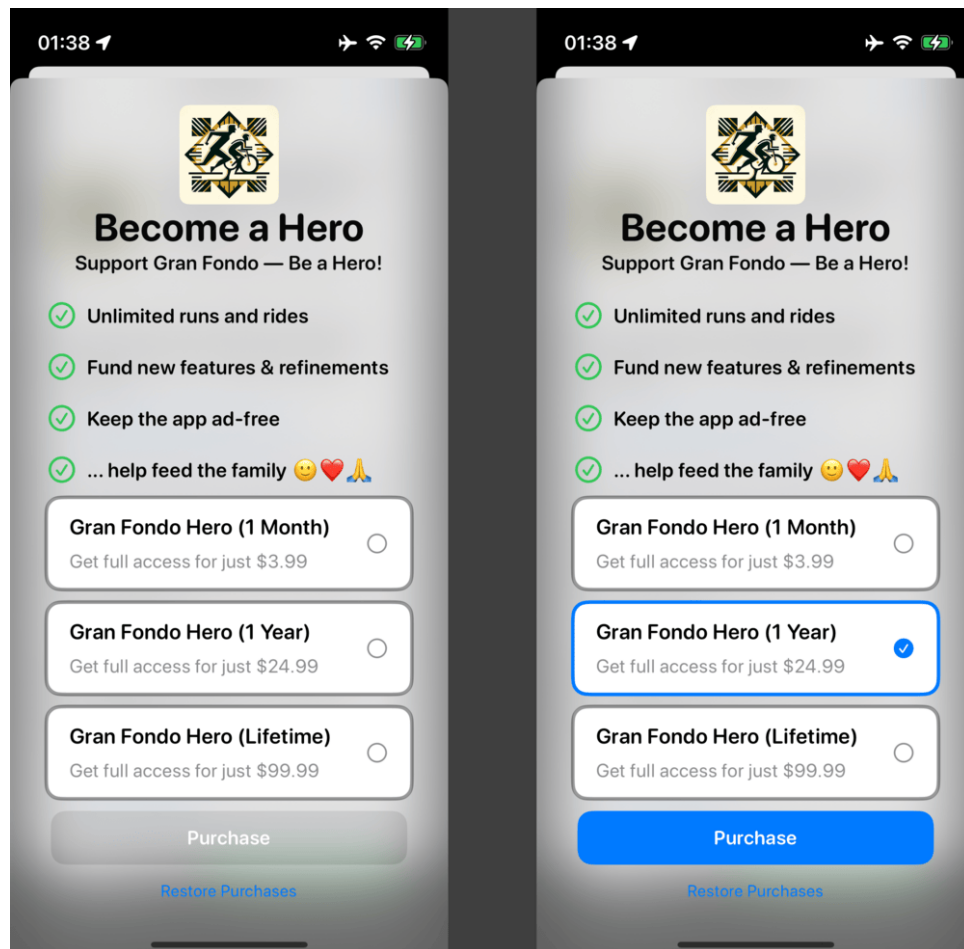 01:38
Become a Hero
Support Gran Fondo — Be a Hero!
Unlimited runs and rides
Fund new features & refinements
Keep the app ad-free
... help feed the family 🙂❤️🙏
Gran Fondo Hero (1 Month)
Get full access for just $3.99
Gran Fondo Hero (1 Year)
Get full access for just $24.99
Gran Fondo Hero (Lifetime)
Get full access for just $99.99
Purchase
Restore Purchases
01:38
Become a Hero
Support Gran Fondo — Be a Hero!
Unlimited runs and rides
Fund new features & refinements
Keep the app ad-free
... help feed the family 🙂❤️🙏
Gran Fondo Hero (1 Month)
Get full access for just $3.99
Gran Fondo Hero (1 Year)
Get full access for just $24.99
Gran Fondo Hero (Lifetime)
Get full access for just $99.99
Purchase
Restore Purchases